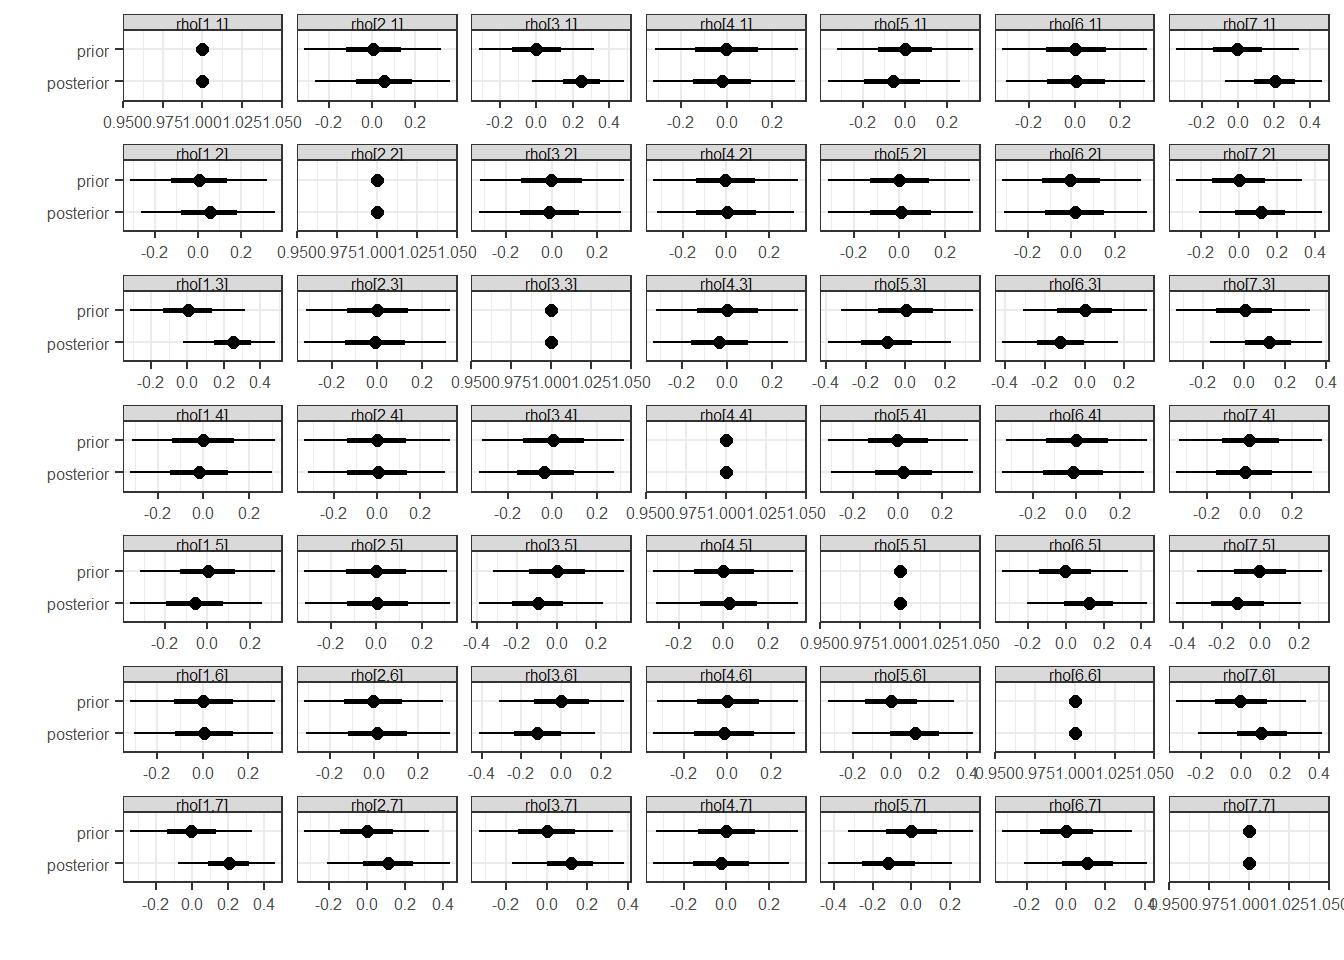 rho[1,1] rho[2,1] rho[3,1] rho[4,1] rho[5,1] rho[6,1] rho[7,1]
prior
posterior
0.9500.9751.0001.0251.050 -0.2 0.0 0.2 -0.2 0.0 0.2 0.4 -0.2 0.0 0.2 -0.2 0.0 0.2 -0.2 0.0 0.2 -0.2 0.0 0.2 0.4
rho[1,2] rho[2,2] rho[3,2] rho[4,2] rho[5,2] rho[6,2] rho[7,2]
prior
posterior
-0.2 0.0 0.2 0.9500.9751.0001.0251.050 -0.2 0.0 0.2 -0.2 0.0 0.2 -0.2 0.0 0.2 -0.2 0.0 0.2 -0.2 0.0 0.2 0.4
rho[1,3] rho[2,3] rho[3,3] rho[4,3] rho[5,3] rho[6,3] rho[7,3]
prior
posterior
-0.2 0.0 0.2 0.4 -0.2 0.0 0.2 0.9500.9751.0001.0251.050 -0.2 0.0 0.2 -0.4 -0.2 0.0 0.2 -0.4 -0.2 0.0 0.2 -0.2 0.0 0.2 0.4
rho[1,4] rho[2,4] rho[3,4] rho[4,4] rho[5,4] rho[6,4] rho[7,4]
prior
posterior
-0.2 0.0 0.2 -0.2 0.0 0.2 -0.2 0.0 0.2 0.9500.9751.0001.0251.050 -0.2 0.0 0.2 -0.2 0.0 0.2 -0.2 0.0 0.2
rho[1,5] rho[2,5] rho[3,5] rho[4,5] rho[5,5] rho[6,5] rho[7,5]
prior
posterior
-0.2 0.0 0.2 -0.2 0.0 0.2 -0.4 -0.2 0.0 0.2 -0.2 0.0 0.2 0.9500.9751.0001.0251.050 -0.2 0.0 0.2 0.4 -0.4 -0.2 0.0 0.2
rho[1,6] rho[2,6] rho[3,6] rho[4,6] rho[5,6] rho[6,6] rho[7,6]
prior
posterior
-0.2 0.0 0.2 -0.2 0.0 0.2 -0.4 -0.2 0.0 0.2 -0.2 0.0 0.2 -0.2 0.0 0.2 0.4 0.9500.9751.0001.0251.050 -0.2 0.0 0.2 0.4
rho[1,7] rho[2,7] rho[3,7] rho[4,7] rho[5,7] rho[6,7] rho[7,7]
prior
posterior
-0.2 0.0 0.2 0.4 -0.2 0.0 0.2 0.4 -0.2 0.0 0.2 0.4 -0.2 0.0 0.2 -0.4 -0.2 0.0 0.2 -0.2 0.0 0.2 0.4 0.9500.9751.0001.0251.050